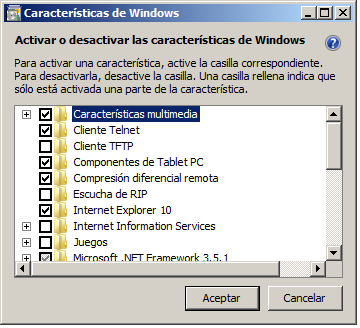 Características de Windows
Activar o desactivar las características de Windows
Para activar una característica, active la casilla correspondiente.
Para desactivarla, desactive la casilla. Una casilla rellena indica que
sólo está activada una parte de la característica.
Características multimedia
Cliente Telnet
Cliente TFTP
Componentes de Tablet PC
Compresión diferencial remota
Escucha de RIP
Internet Explorer 10
Internet Information Services
Juegos
Microsoft .NET Framework 3.5.1
Aceptar
Cancelar